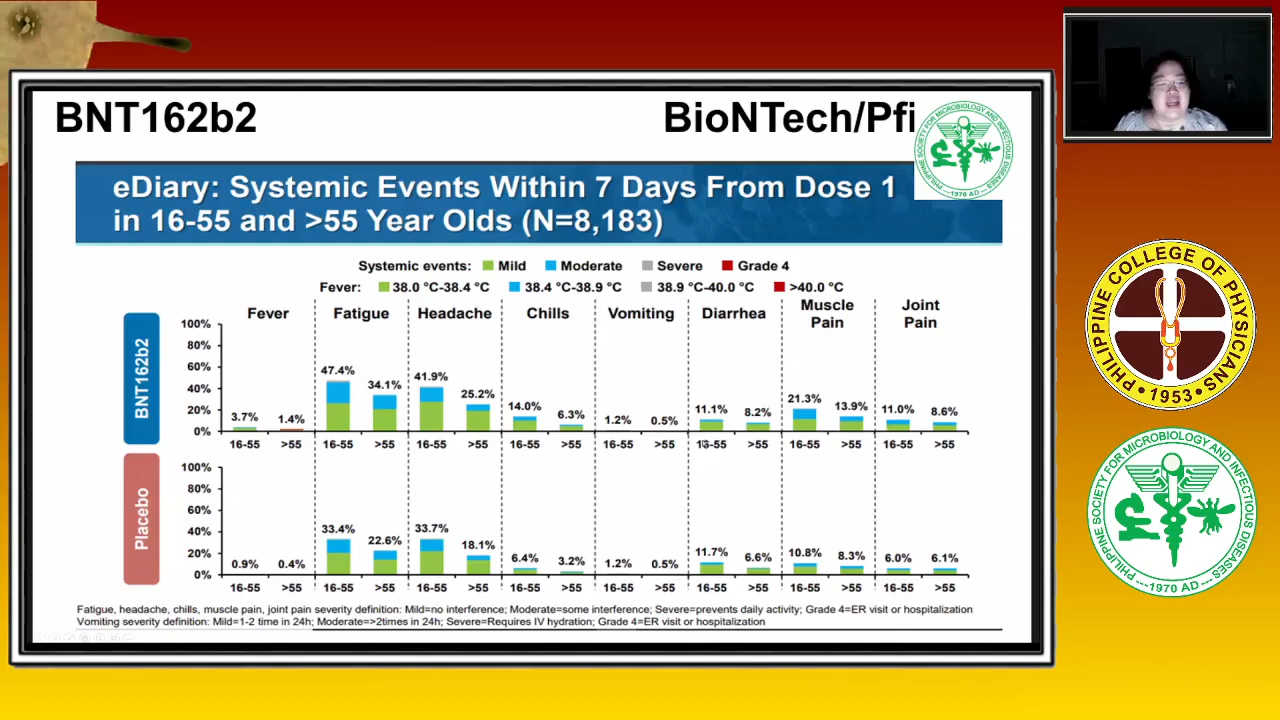 BNT162b2
BioNTech/Pfi
eDiary: Systemic Events Within 7 Days From Dose 1
in 16-55 and >55 Year Olds (N=8,183)
Systemic events: Mild Moderate Severe Grade 4
Fever: 38.0 °C-38.4 °C 38.4 °C-38.9 °C 38.9 °C-40.0 °C >40.0 °C
Fever Fatigue Headache Chills Vomiting Diarrhea Muscle Pain Joint Pain
BNT162b2
100%
80%
60%
40%
20%
0%
3.7% 1.4% 47.4% 34.1% 41.9% 25.2% 14.0% 6.3% 1.2% 0.5% 11.1% 8.2% 21.3% 13.9% 11.0% 8.6%
16-55 >55 16-55 >55 16-55 >55 16-55 >55 16-55 >55 16-55 >55 16-55 >55 16-55 >55
Placebo
100%
80%
60%
40%
20%
0%
0.9% 0.4% 33.4% 22.6% 33.7% 18.1% 6.4% 3.2% 1.2% 0.5% 11.7% 6.6% 10.8% 8.3% 6.0% 6.1%
16-55 >55 16-55 >55 16-55 >55 16-55 >55 16-55 >55 16-55 >55 16-55 >55 16-55 >55
Fatigue, headache, chills, muscle pain, joint pain severity definition: Mild=no interference; Moderate=some interference; Severe=prevents daily activity; Grade 4=ER visit or hospitalization
Vomiting severity definition: Mild=1-2 time in 24h; Moderate=>2times in 24h; Severe=Requires IV hydration; Grade 4=ER visit or hospitalization
PHILIPPINE SOCIETY FOR MICROBIOLOGY AND INFECTIOUS DISEASES
---1970 AD---
PHILIPPINE COLLEGE OF PHYSICIANS
• 1953 •
PHILIPPINE SOCIETY FOR MICROBIOLOGY AND INFECTIOUS DISEASES
---1970 AD---